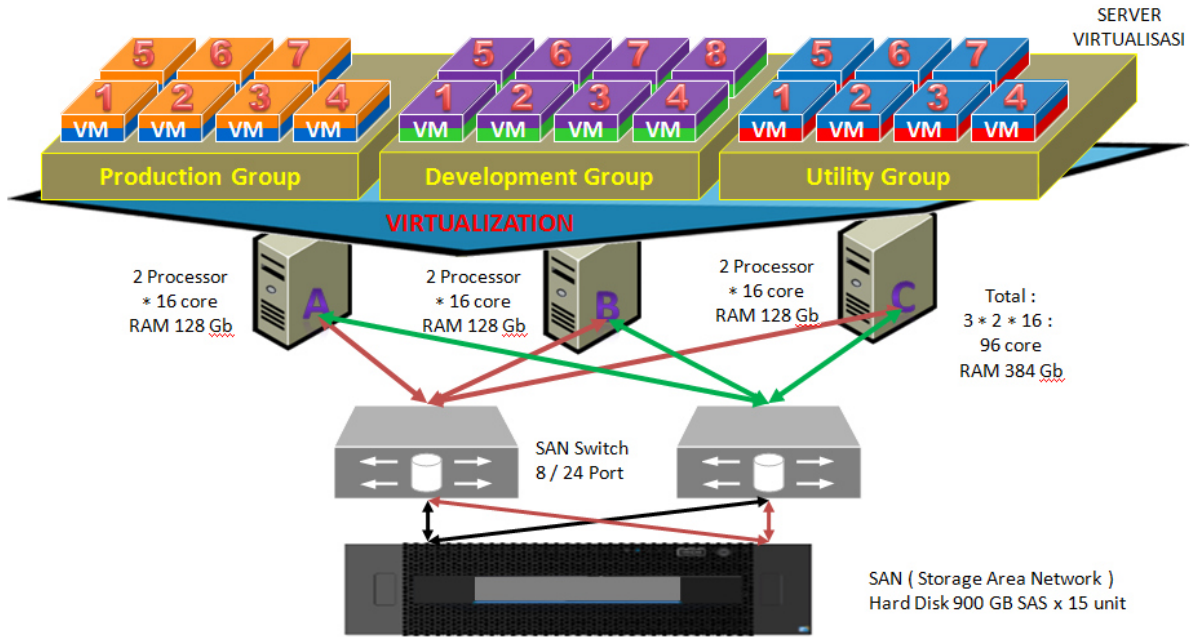 SERVER
VIRTUALISASI
5 6 7
1 2 3 4
VM VM VM VM
Production Group
5 6 7 8
1 2 3 4
VM VM VM VM
Development Group
5 6 7
1 2 3 4
VM VM VM VM
Utility Group
VIRTUALIZATION
2 Processor
* 16 core
RAM 128 Gb
A
2 Processor
* 16 core
RAM 128 Gb
B
2 Processor
* 16 core
RAM 128 Gb
C
Total :
3 * 2 * 16 :
96 core
RAM 384 Gb
SAN Switch
8 / 24 Port
SAN ( Storage Area Network )
Hard Disk 900 GB SAS x 15 unit